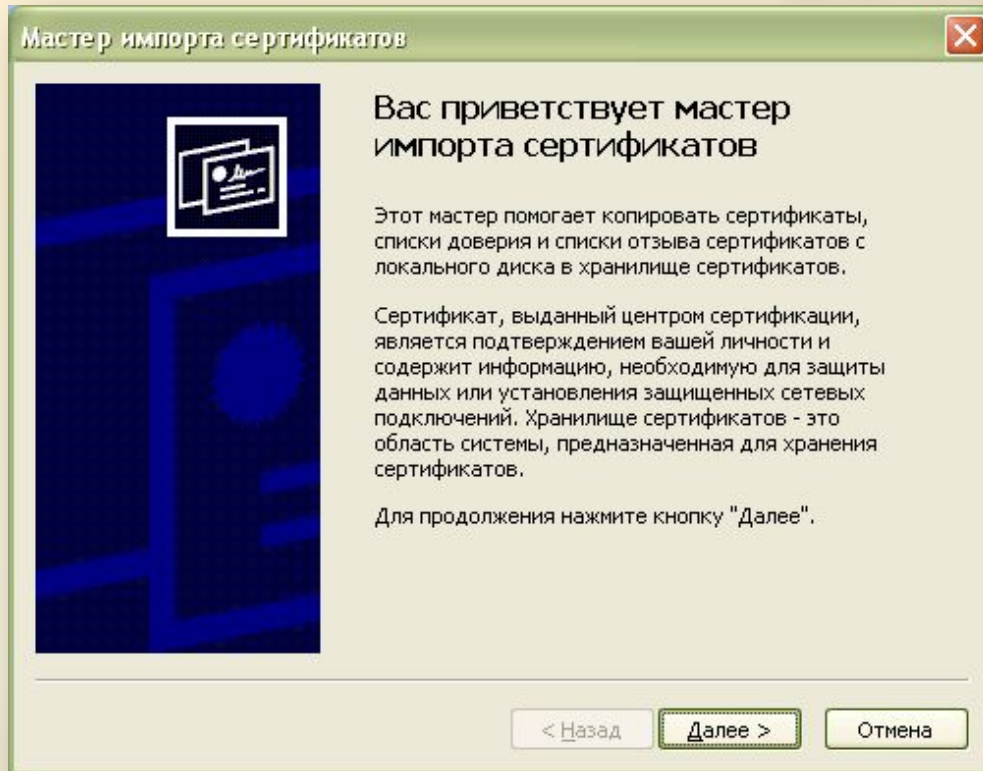 Мастер импорта сертификатов
Вас приветствует мастер
импорта сертификатов
Этот мастер помогает копировать сертификаты,
списки доверия и списки отзыва сертификатов с
локального диска в хранилище сертификатов.
Сертификат, выданный центром сертификации,
является подтверждением вашей личности и
содержит информацию, необходимую для защиты
данных или установления защищенных сетевых
подключений. Хранилище сертификатов - это
область системы, предназначенная для хранения
сертификатов.
Для продолжения нажмите кнопку "Далее".
< Назад Далее > Отмена